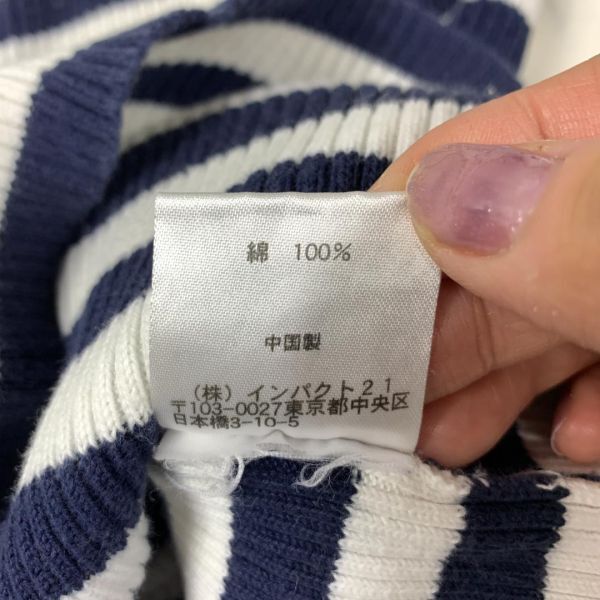 綿 100%
中国製
(株) インパクト21
〒103-0027東京都中央区
日本橋3-10-5